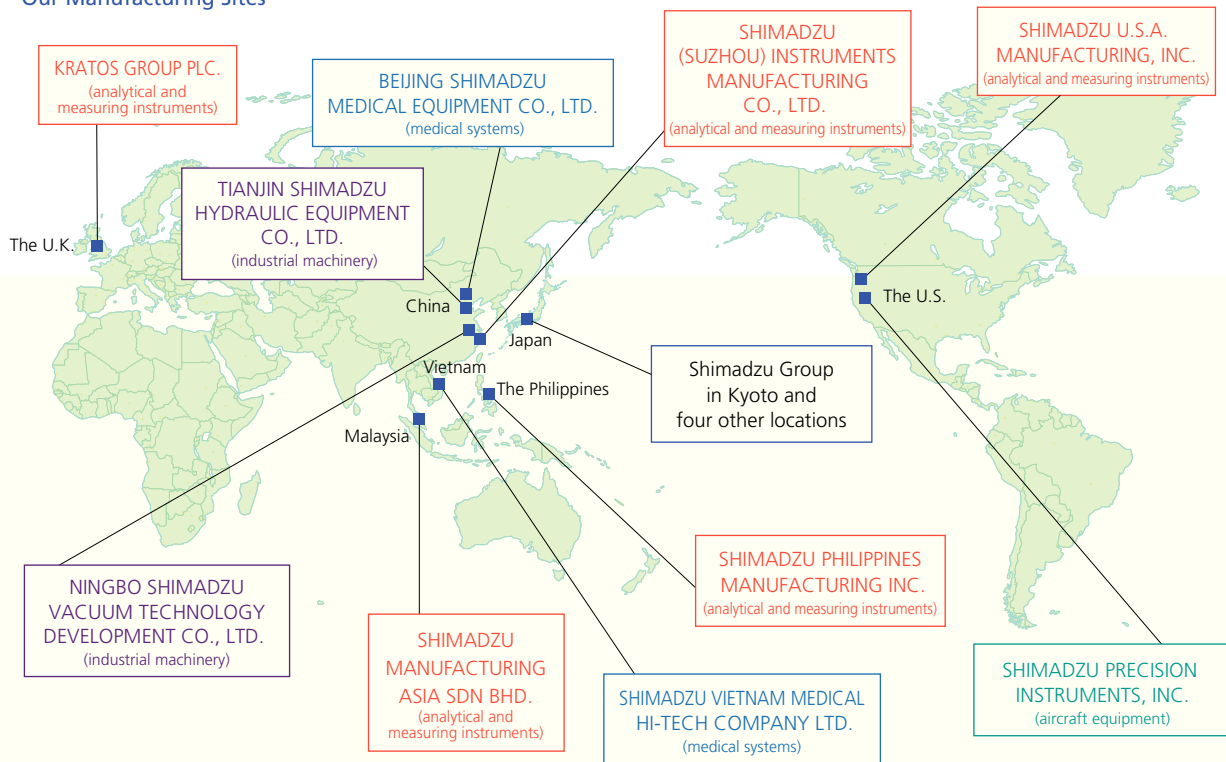 Our Manufacturing Sites
KRATOS GROUP PLC.
(analytical and
measuring instruments)
BEIJING SHIMADZU
MEDICAL EQUIPMENT CO., LTD.
(medical systems)
SHIMADZU
(SUZHOU) INSTRUMENTS
MANUFACTURING
CO., LTD.
(analytical and measuring instruments)
SHIMADZU U.S.A.
MANUFACTURING, INC.
(analytical and measuring instruments)
TIANJIN SHIMADZU
HYDRAULIC EQUIPMENT
CO., LTD.
(industrial machinery)
The U.K.
China
Japan
The U.S.
Vietnam
The Philippines
Malaysia
Shimadzu Group
in Kyoto and
four other locations
NINGBO SHIMADZU
VACUUM TECHNOLOGY
DEVELOPMENT CO., LTD.
(industrial machinery)
SHIMADZU
MANUFACTURING
ASIA SDN BHD.
(analytical and
measuring instruments)
SHIMADZU VIETNAM MEDICAL
HI-TECH COMPANY LTD.
(medical systems)
SHIMADZU PHILIPPINES
MANUFACTURING INC.
(analytical and measuring instruments)
SHIMADZU PRECISION
INSTRUMENTS, INC.
(aircraft equipment)